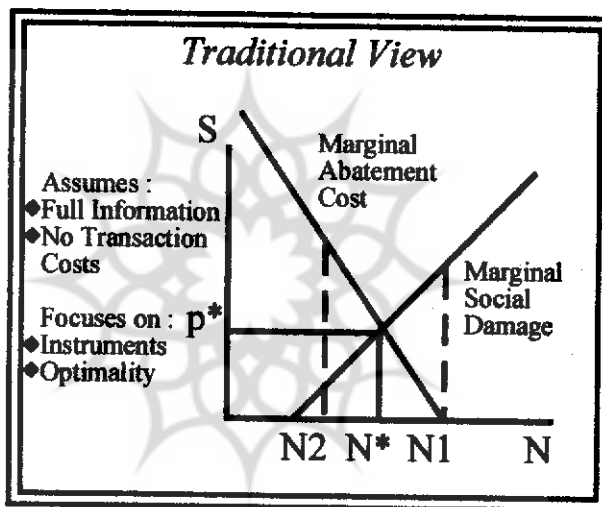 Traditional View
S
Marginal
Abatement
Cost
Assumes :
◆Full Information
◆No Transaction
Costs
Focuses on :
◆Instruments
◆Optimality
p*
Marginal
Social
Damage
N2 N* N1 N